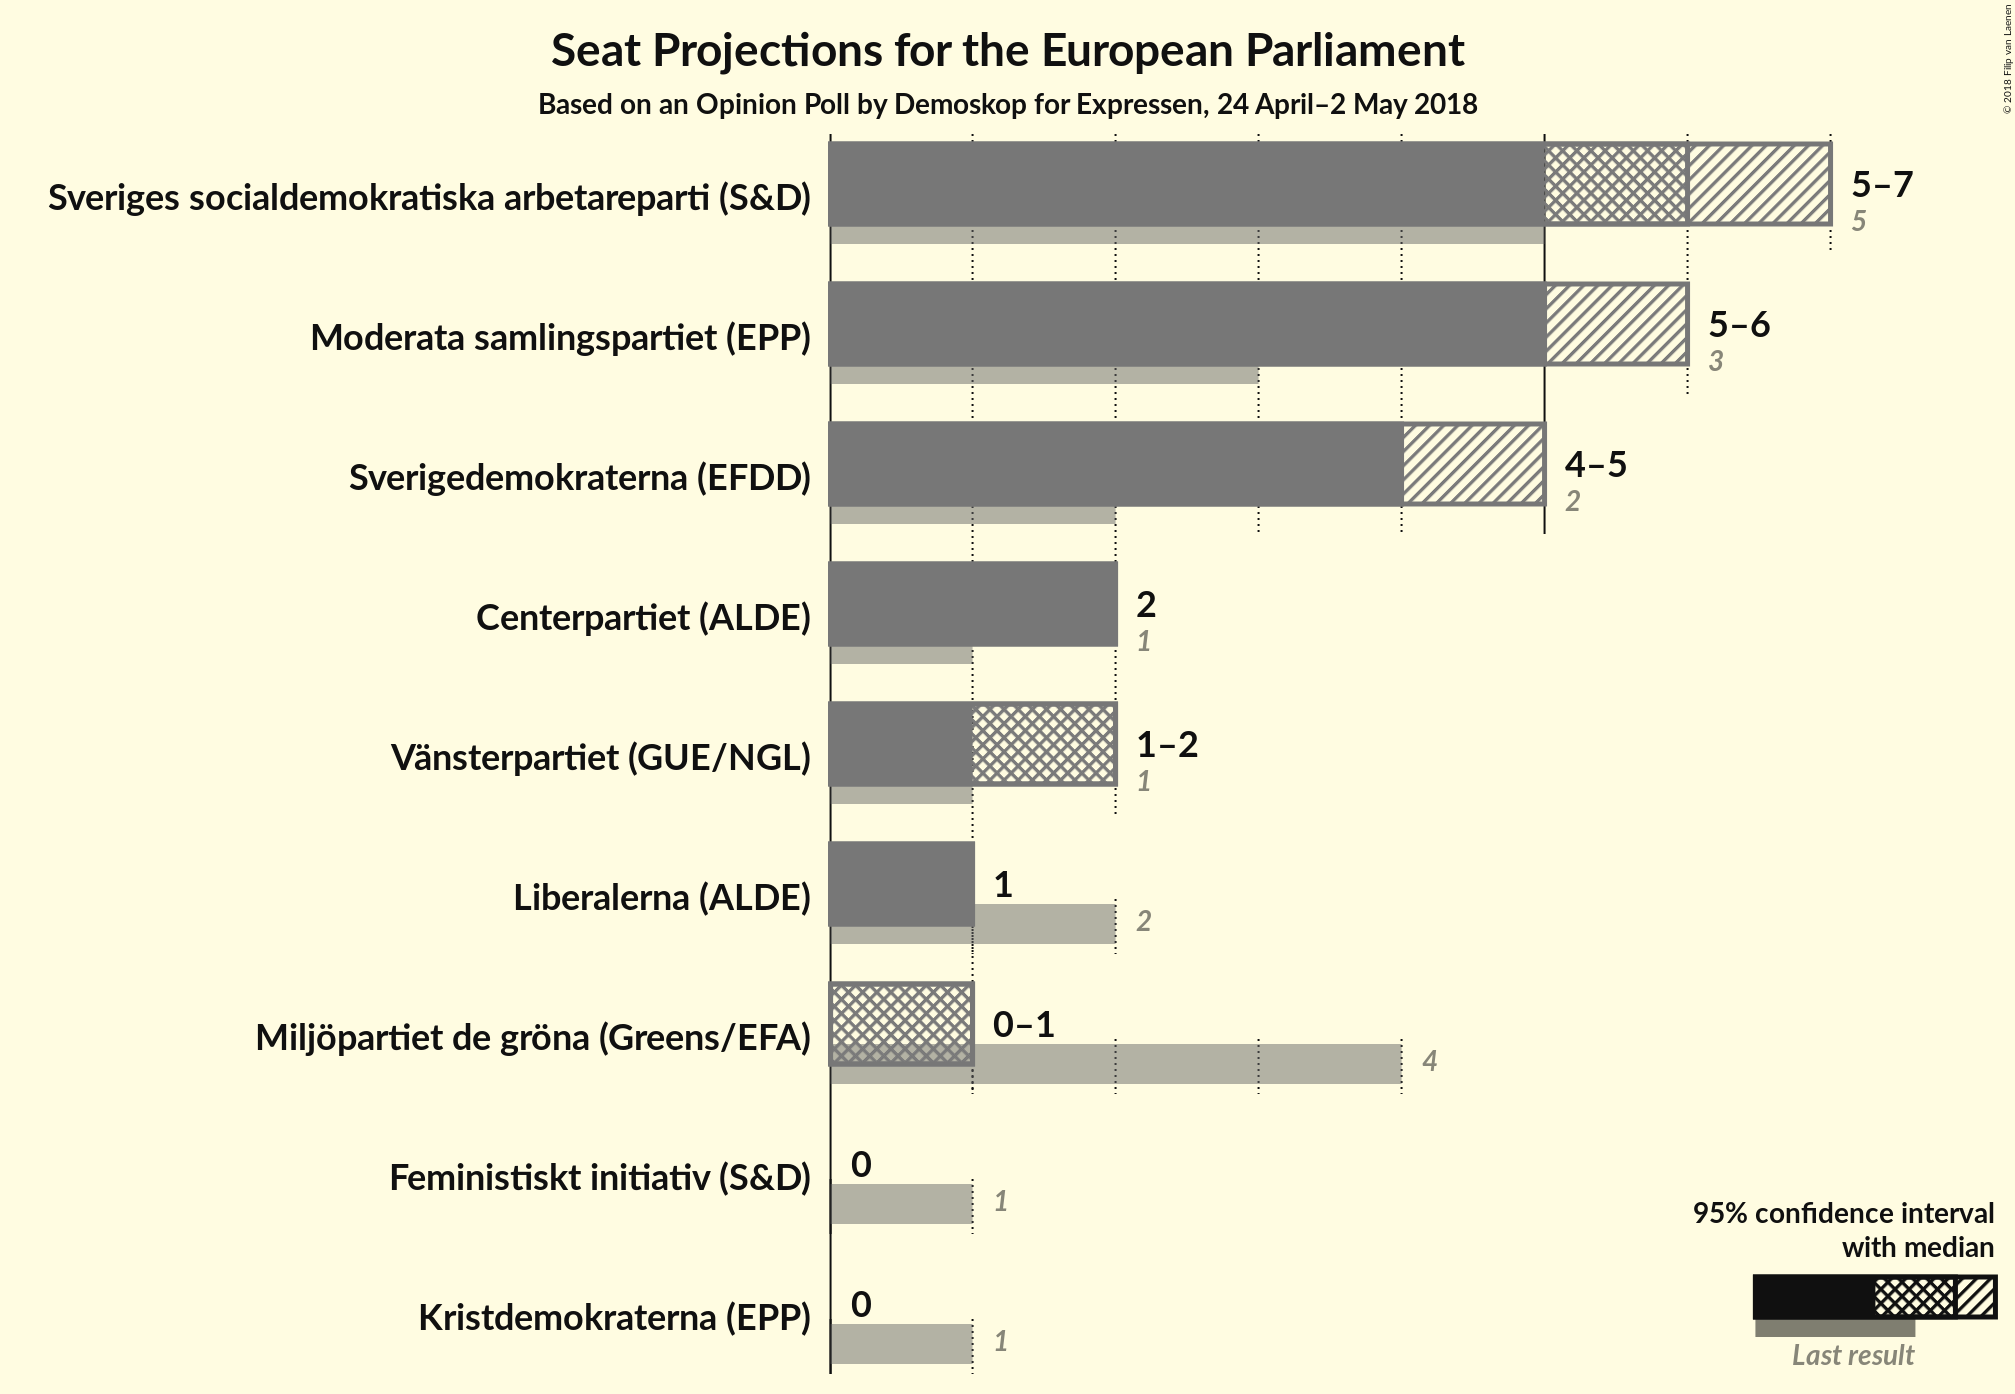 Seat Projections for the European Parliament
Based on an Opinion Poll by Demoskop for Expressen, 24 April–2 May 2018
© 2018 Filip van Laenen
Sveriges socialdemokratiska arbetareparti (S&D)
5–7
5
Moderata samlingspartiet (EPP)
5–6
3
Sverigedemokraterna (EFDD)
4–5
2
Centerpartiet (ALDE)
2
1
Vänsterpartiet (GUE/NGL)
1–2
1
Liberalerna (ALDE)
1
2
Miljöpartiet de gröna (Greens/EFA)
0–1
4
Feministiskt initiativ (S&D)
0
1
Kristdemokraterna (EPP)
0
1
95% confidence interval
with median
Last result